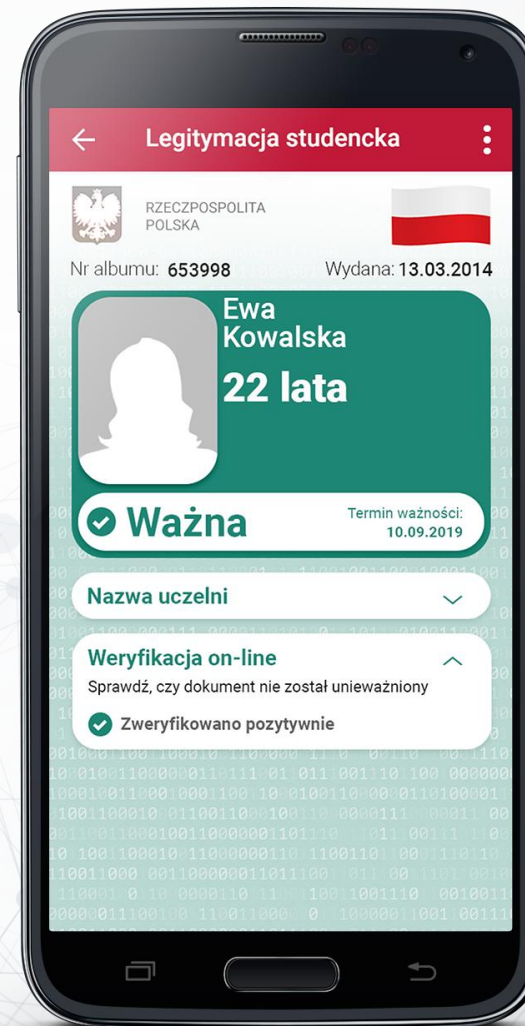 Legitymacja studencka
RZECZPOSPOLITA
POLSKA
Nr albumu: 653998
Wydana: 13.03.2014
Ewa
Kowalska
22 lata
Ważna
Termin ważności:
10.09.2019
Nazwa uczelni
Weryfikacja on-line
Sprawdź, czy dokument nie został unieważniony
Zweryfikowano pozytywnie